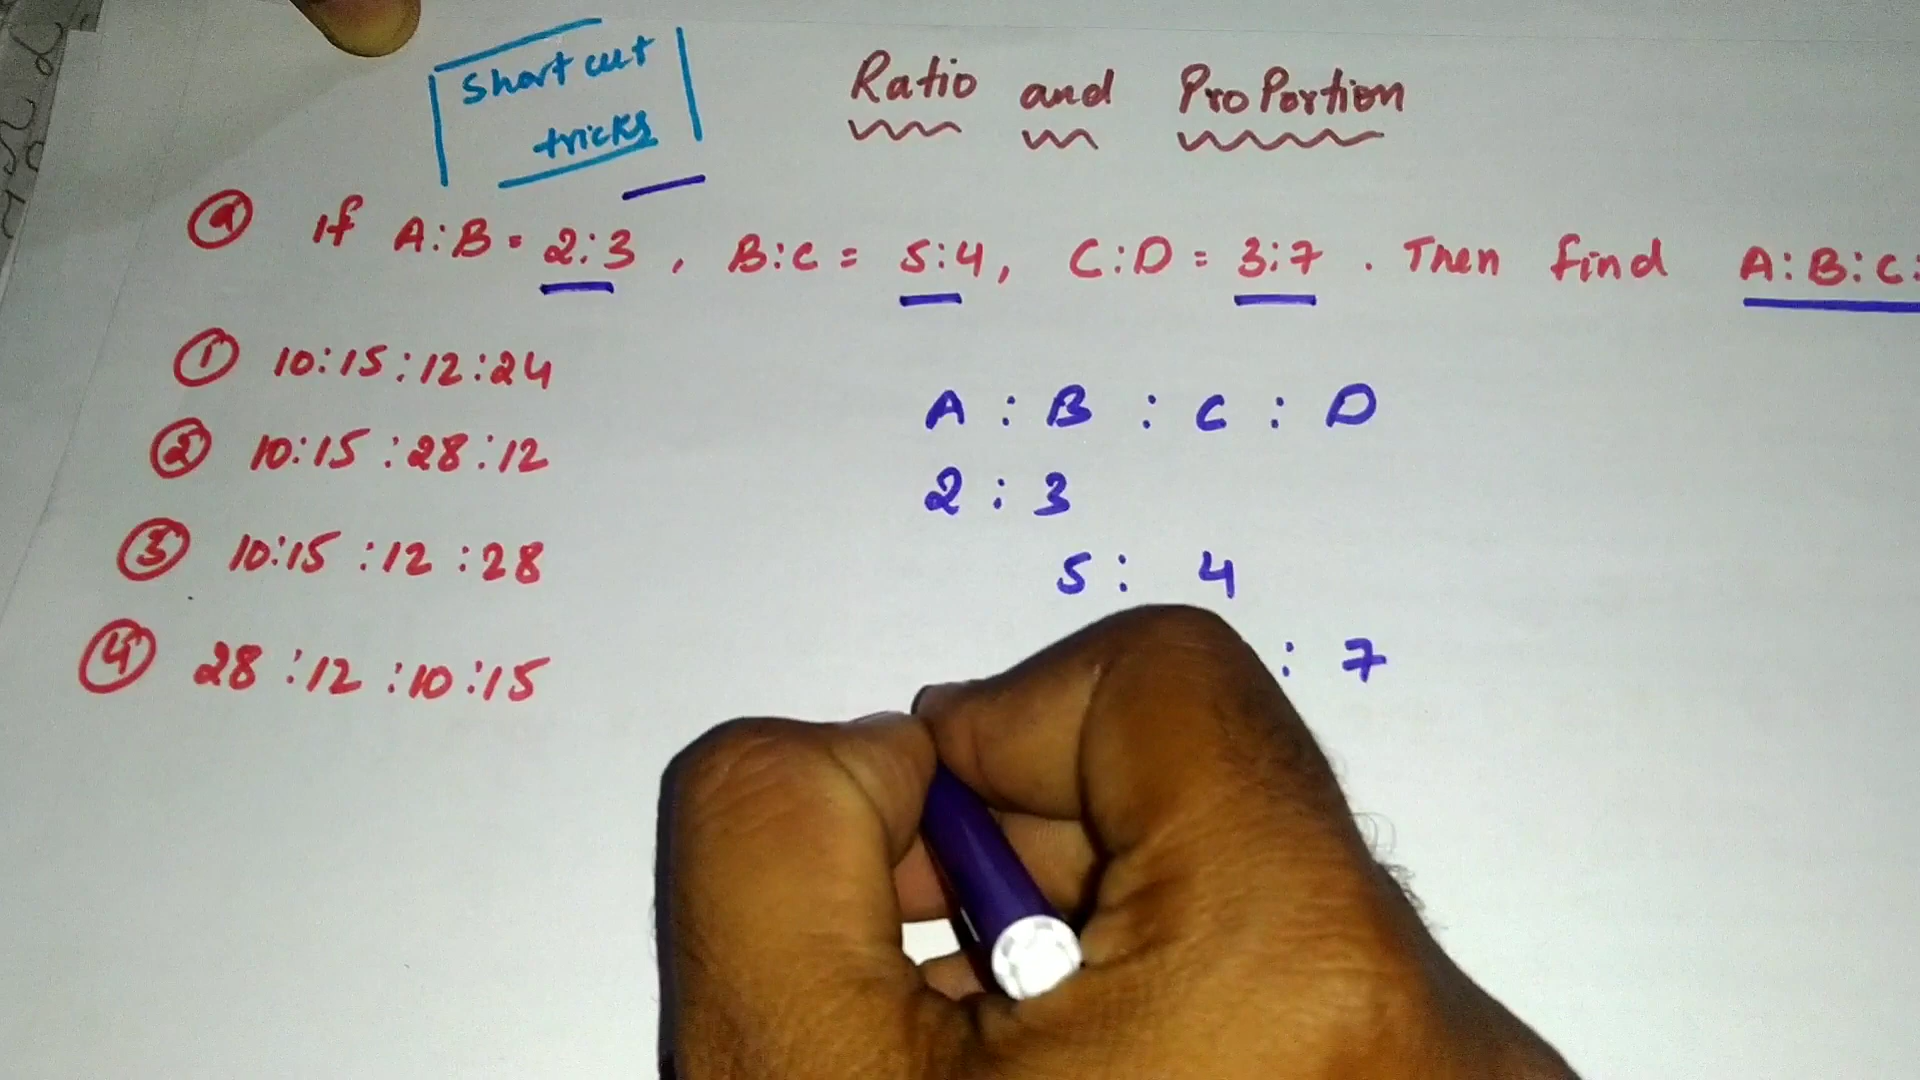 Short cut
tricks
Ratio and ProPortion
Q If A:B = 2:3, B:C = 5:4, C:D = 3:7. Then find A:B:C:
① 10:15:12:24
② 10:15:28:12
③ 10:15:12:28
④ 28:12:10:15
A : B : C : D
2 : 3
5 : 4
: 7